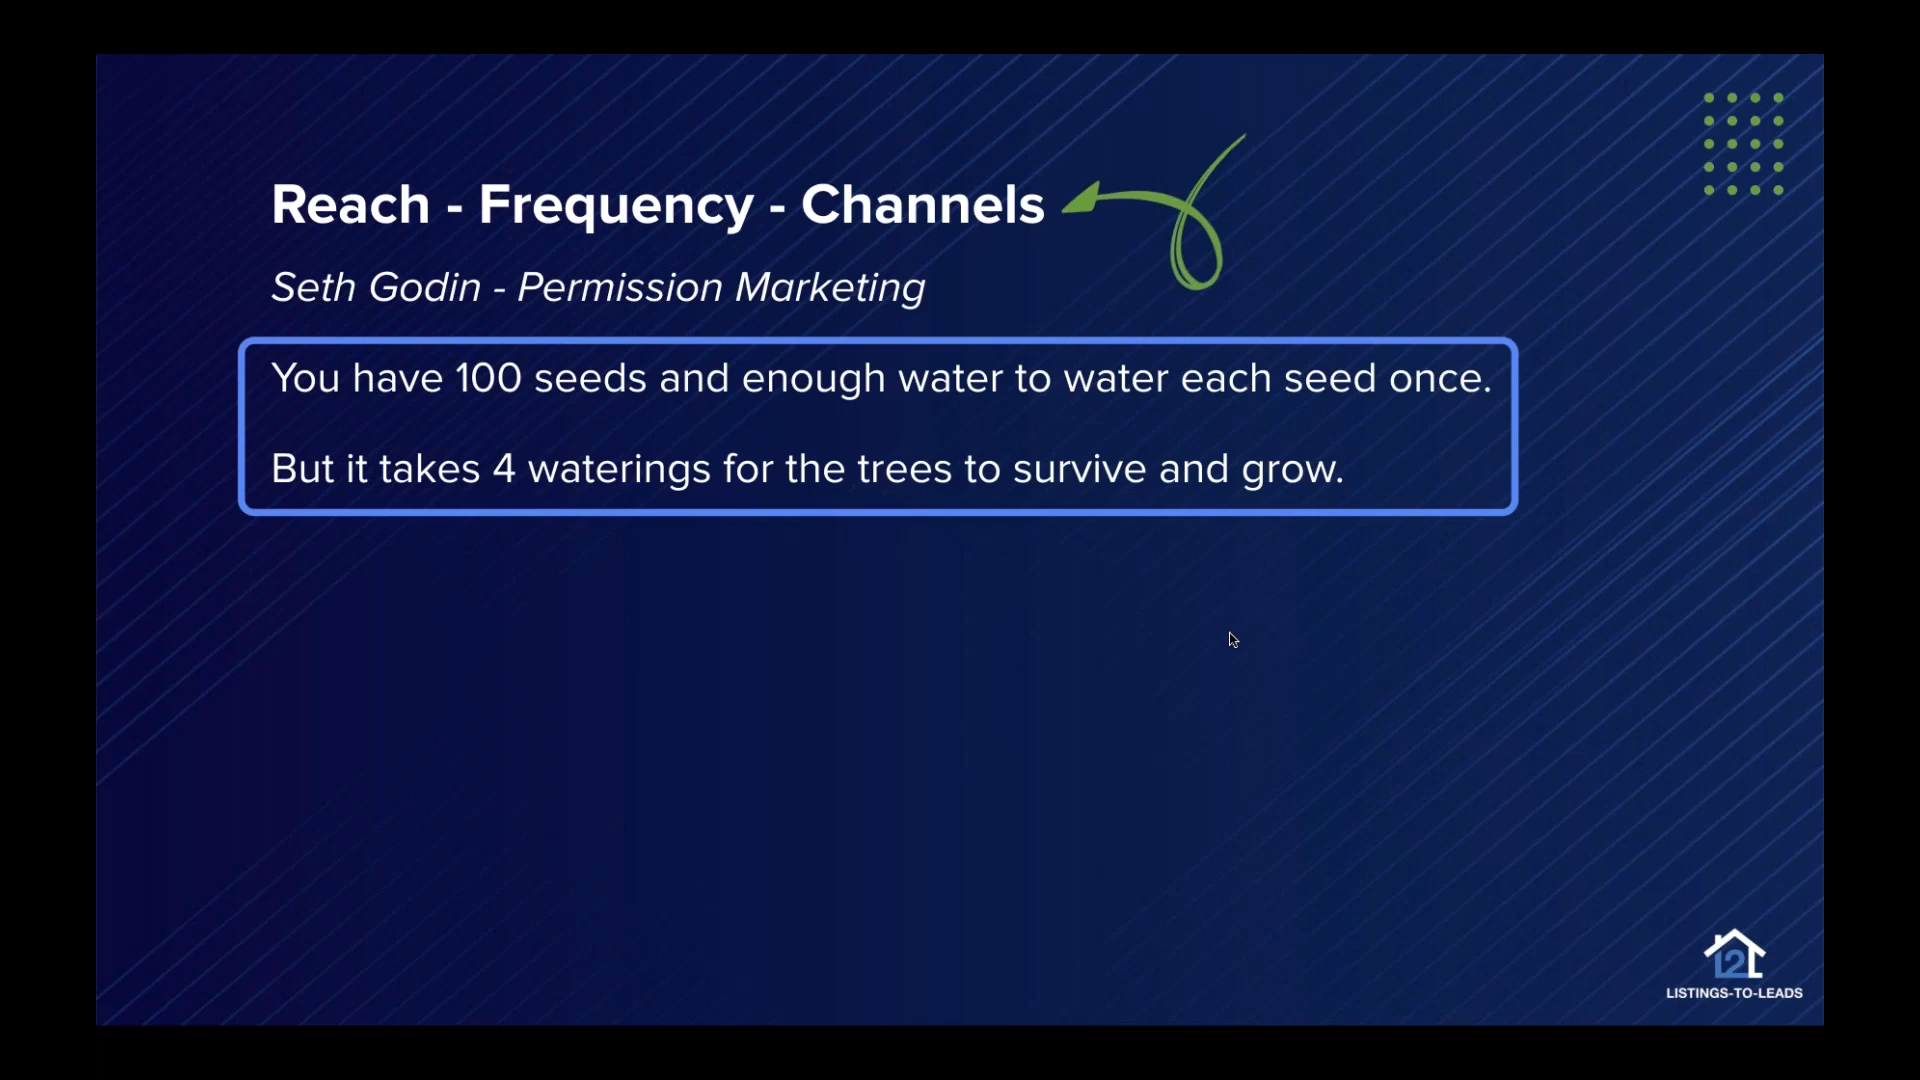 Reach - Frequency - Channels
Seth Godin - Permission Marketing
You have 100 seeds and enough water to water each seed once.
But it takes 4 waterings for the trees to survive and grow.
L2L
LISTINGS-TO-LEADS